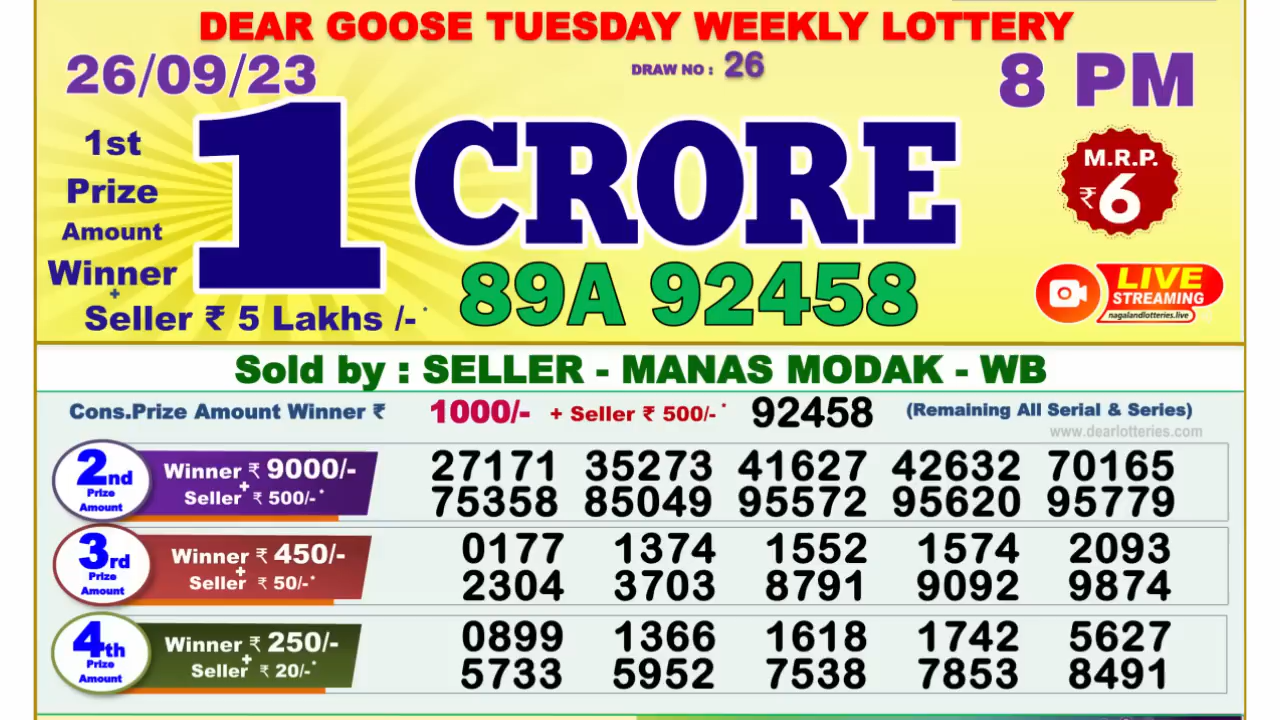 DEAR GOOSE TUESDAY WEEKLY LOTTERY
26/09/23
DRAW NO : 26
8 PM
1st
Prize
Amount
Winner
+
Seller ₹ 5 Lakhs /-*
1 CRORE
89A 92458
M.R.P.
₹6
LIVE
STREAMING
nagalandlotteries.live
Sold by : SELLER - MANAS MODAK - WB
Cons.Prize Amount Winner ₹ 1000/- + Seller ₹ 500/-* 92458 (Remaining All Serial & Series)
www.dearlotteries.com
2nd
Prize
Amount
Winner ₹ 9000/-
+
Seller ₹ 500/-*
27171 35273 41627 42632 70165
75358 85049 95572 95620 95779
3rd
Prize
Amount
Winner ₹ 450/-
+
Seller ₹ 50/-*
0177 1374 1552 1574 2093
2304 3703 8791 9092 9874
4th
Prize
Amount
Winner ₹ 250/-
+
Seller ₹ 20/-*
0899 1366 1618 1742 5627
5733 5952 7538 7853 8491